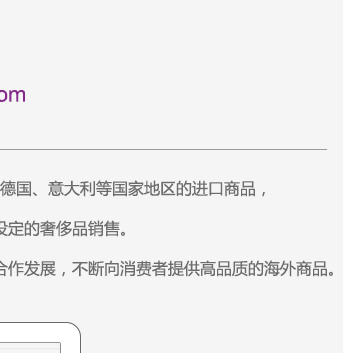 om
德国、意大利等国家地区的进口商品，
设定的奢侈品销售。
合作发展，不断向消费者提供高品质的海外商品。